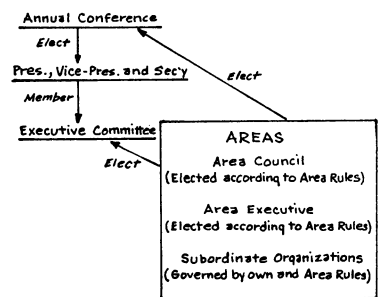 Annual Conference
Elect
Elect
Pres., Vice-Pres. and Sec'y
Member
Executive Committee
Elect
AREAS
Area Council
(Elected according to Area Rules)
Area Executive
(Elected according to Area Rules)
Subordinate Organizations
(Governed by own and Area Rules)